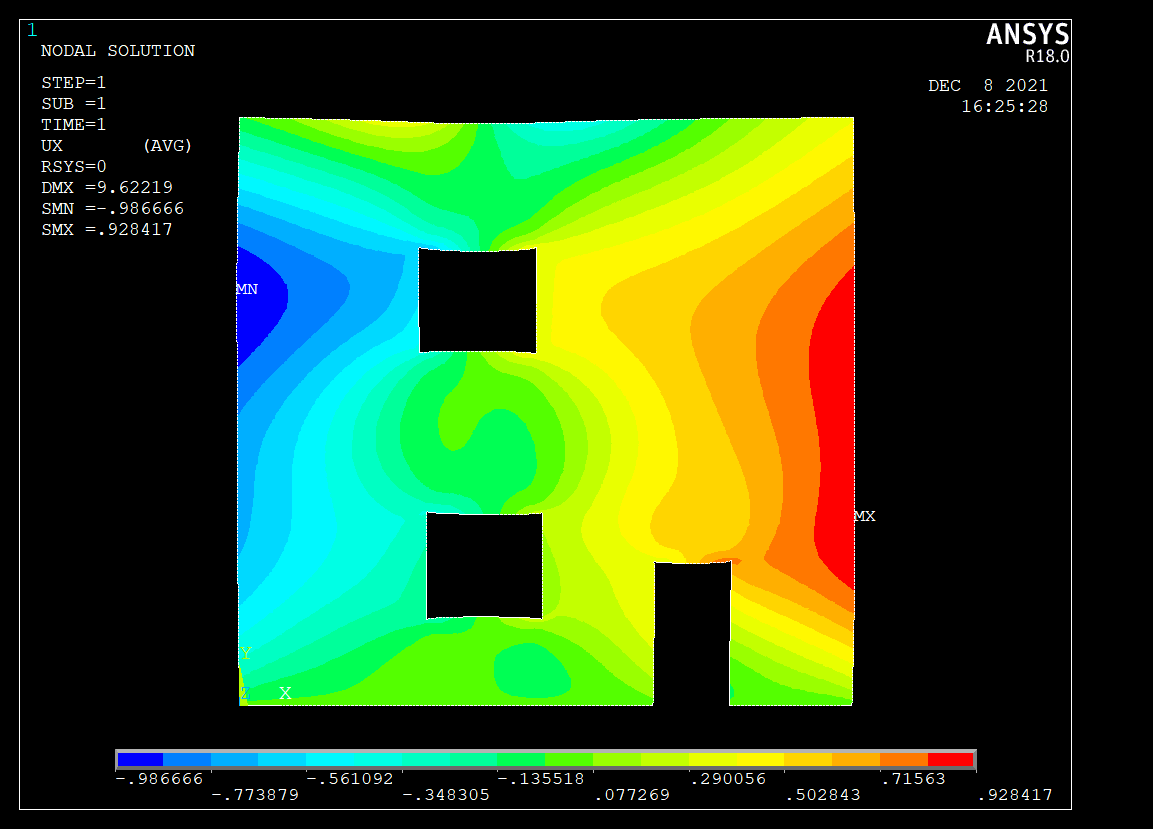 1
ANSYS
R18.0
NODAL SOLUTION
DEC  8 2021
16:25:28
STEP=1
SUB =1
TIME=1
UX       (AVG)
RSYS=0
DMX =9.62219
SMN =-.986666
SMX =.928417
MN
MX
Y
Z  X
-.986666 -.561092 -.135518 .290056 .71563
-.773879 -.348305 .077269 .502843 .928417